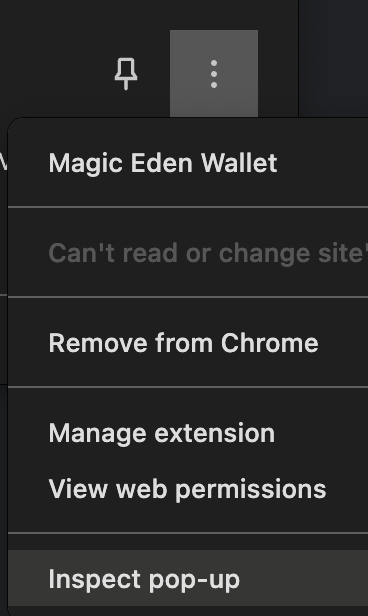 Magic Eden Wallet
Can't read or change site'
Remove from Chrome
Manage extension
View web permissions
Inspect pop-up